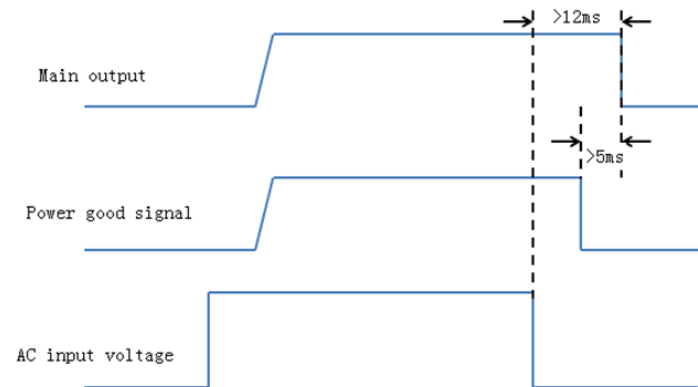 >12ms
Main output
>5ms
Power good signal
AC input voltage